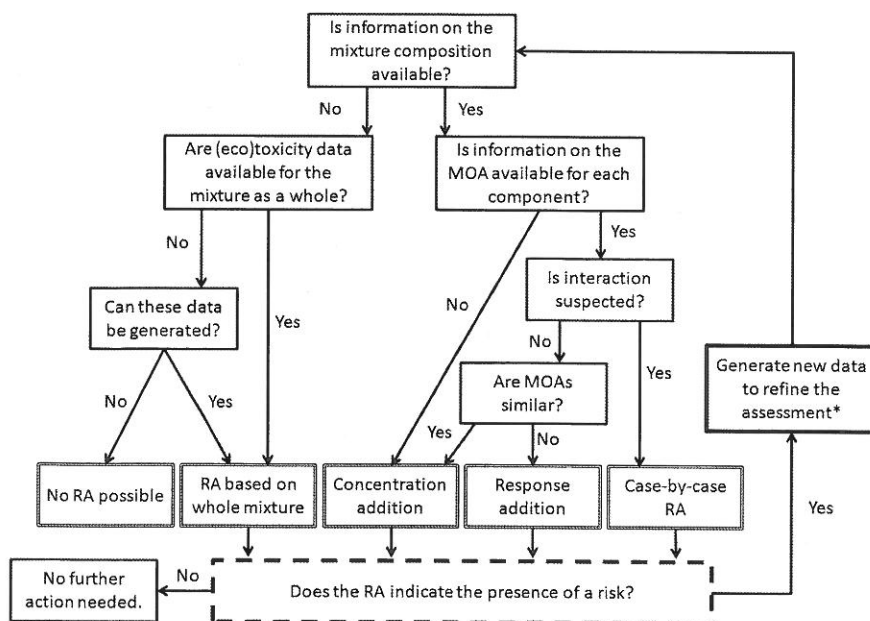 Is information on the
mixture composition
available?
No
Yes
Are (eco)toxicity data
available for the
mixture as a whole?
Is information on the
MOA available for each
component?
No
Yes
Is interaction
suspected?
Can these data
be generated?
Yes
No
No
Yes
Generate new data
to refine the
assessment*
Are MOAs
similar?
No
Yes
Yes
No
No RA possible
RA based on
whole mixture
Concentration
addition
Response
addition
Case-by-case
RA
Yes
No further
action needed.
No
Does the RA indicate the presence of a risk?